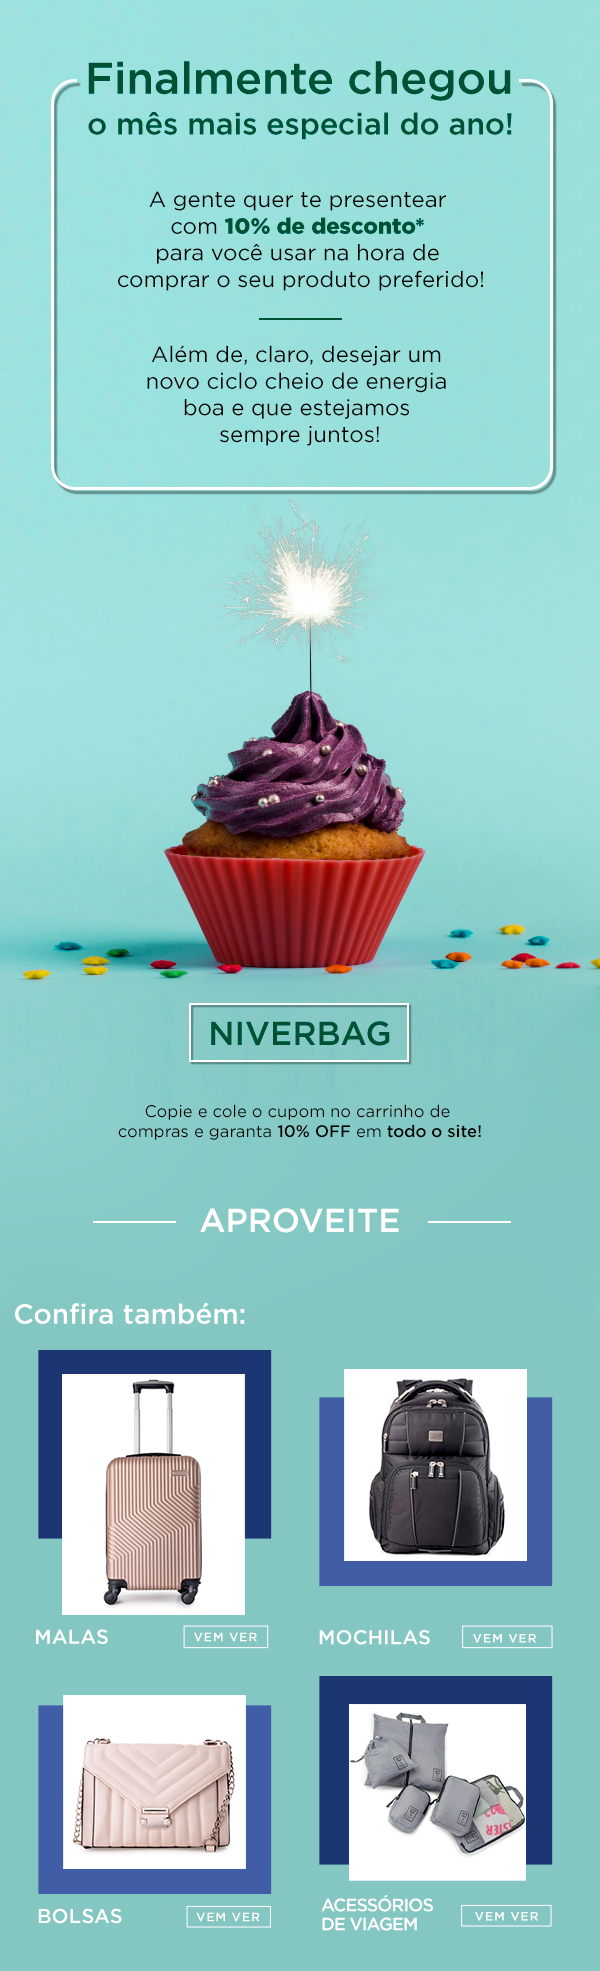 Finalmente chegou
o mês mais especial do ano!
A gente quer te presentear
com 10% de desconto*
para você usar na hora de
comprar o seu produto preferido!
Além de, claro, desejar um
novo ciclo cheio de energia
boa e que estejamos
sempre juntos!
NIVERBAG
Copie e cole o cupom no carrinho de
compras e garanta 10% OFF em todo o site!
APROVEITE
Confira também:
MALAS
VEM VER
MOCHILAS
VEM VER
BOLSAS
VEM VER
ACESSÓRIOS
DE VIAGEM
VEM VER